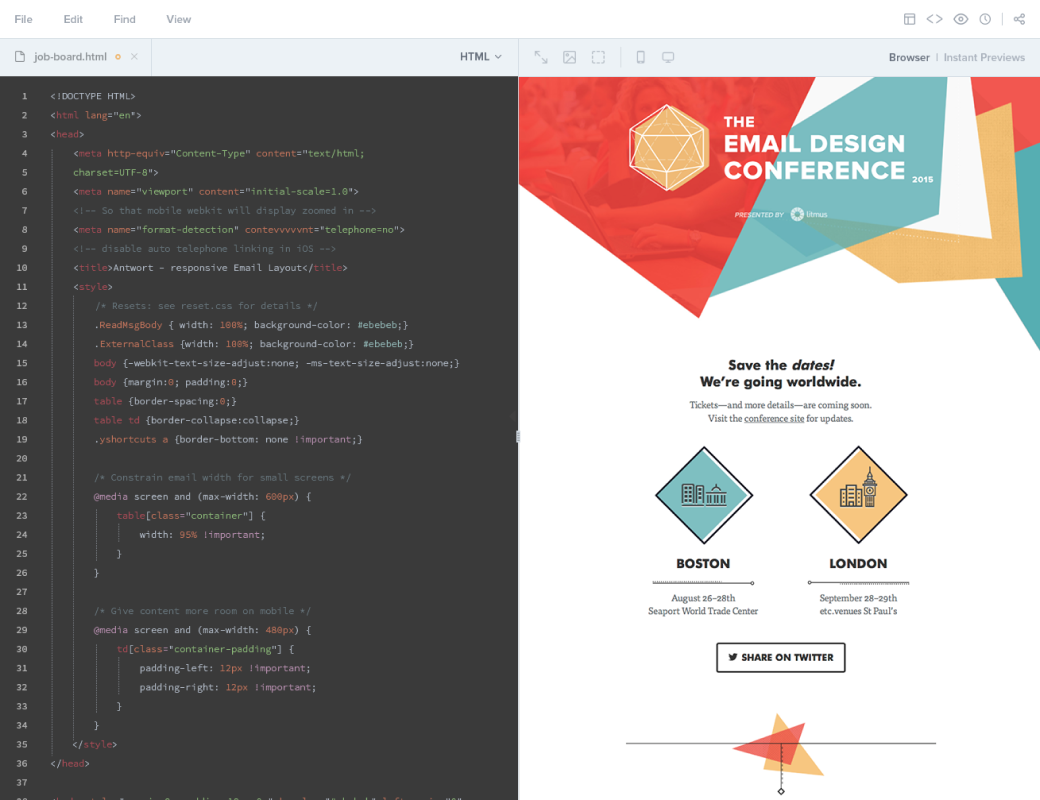 File Edit Find View
job-board.html
HTML
Browser | Instant Previews
1 <!DOCTYPE HTML>
2 <html lang="en">
3 <head>
4 <meta http-equiv="Content-Type" content="text/html;
5 charset=UTF-8">
6 <meta name="viewport" content="initial-scale=1.0">
7 <!-- So that mobile webkit will display zoomed in -->
8 <meta name="format-detection" contevvvvvnt="telephone=no">
9 <!-- disable auto telephone linking in iOS -->
10 <title>Antwort - responsive Email Layout</title>
11 <style>
12 /* Resets: see reset.css for details */
13 .ReadMsgBody { width: 100%; background-color: #ebebeb;}
14 .ExternalClass {width: 100%; background-color: #ebebeb;}
15 body {-webkit-text-size-adjust:none; -ms-text-size-adjust:none;}
16 body {margin:0; padding:0;}
17 table {border-spacing:0;}
18 table td {border-collapse:collapse;}
19 .yshortcuts a {border-bottom: none !important;}
20
21 /* Constrain email width for small screens */
22 @media screen and (max-width: 600px) {
23 table[class="container"] {
24 width: 95% !important;
25 }
26 }
27
28 /* Give content more room on mobile */
29 @media screen and (max-width: 480px) {
30 td[class="container-padding"] {
31 padding-left: 12px !important;
32 padding-right: 12px !important;
33 }
34 }
35 </style>
36 </head>
37
THE
EMAIL DESIGN
CONFERENCE 2015
PRESENTED BY litmus
Save the dates!
We're going worldwide.
Tickets—and more details—are coming soon.
Visit the conference site for updates.
BOSTON
August 26–28th
Seaport World Trade Center
LONDON
September 28–29th
etc.venues St Paul's
SHARE ON TWITTER